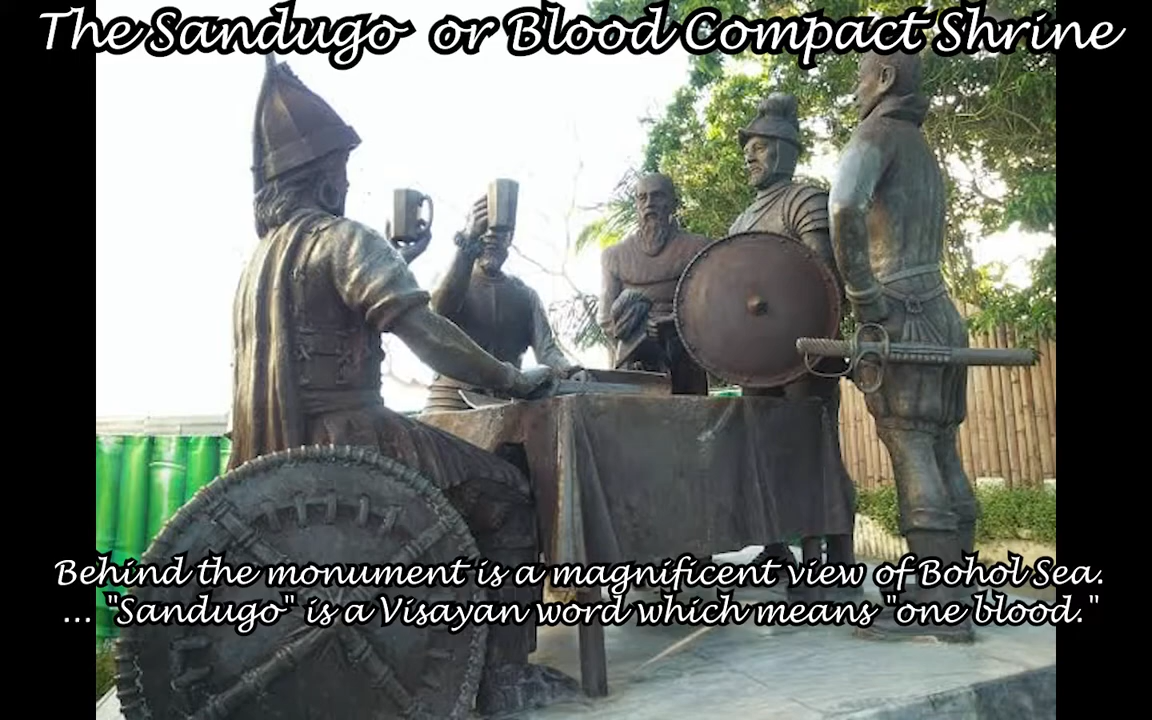 The Sandugo or Blood Compact Shrine
Behind the monument is a magnificent view of Bohol Sea.
... "Sandugo" is a Visayan word which means "one blood."